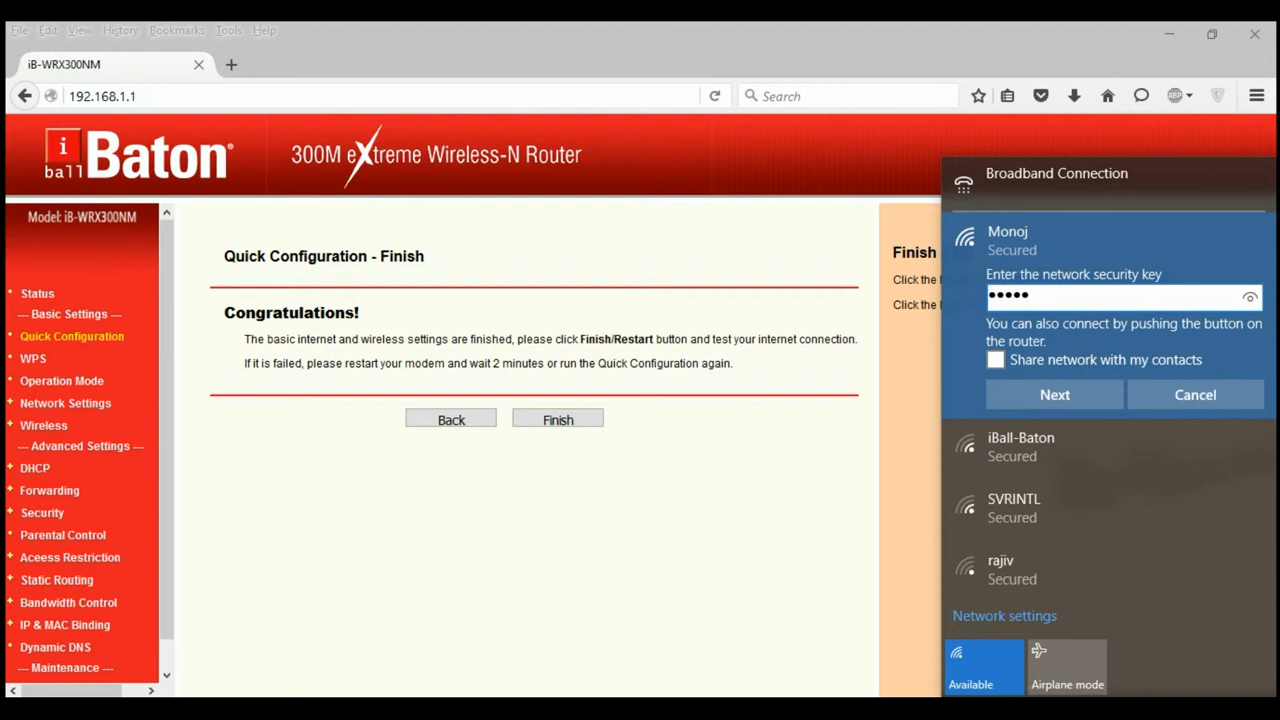 File Edit View History Bookmarks Tools Help
iB-WRX300NM
192.168.1.1
Search
ABP
i
ball
Baton®
300M eXtreme Wireless-N Router
Model: iB-WRX300NM
Status
--- Basic Settings ---
Quick Configuration
WPS
Operation Mode
Network Settings
Wireless
--- Advanced Settings ---
DHCP
Forwarding
Security
Parental Control
Aceess Restriction
Static Routing
Bandwidth Control
IP & MAC Binding
Dynamic DNS
--- Maintenance ---
Quick Configuration - Finish
Congratulations!
The basic internet and wireless settings are finished, please click Finish/Restart button and test your internet connection.
If it is failed, please restart your modem and wait 2 minutes or run the Quick Configuration again.
Back
Finish
Finish
Click the
Click the
Broadband Connection
Monoj
Secured
Enter the network security key
●●●●●
You can also connect by pushing the button on
the router.
Share network with my contacts
Next
Cancel
iBall-Baton
Secured
SVRINTL
Secured
rajiv
Secured
Network settings
Available
Airplane mode